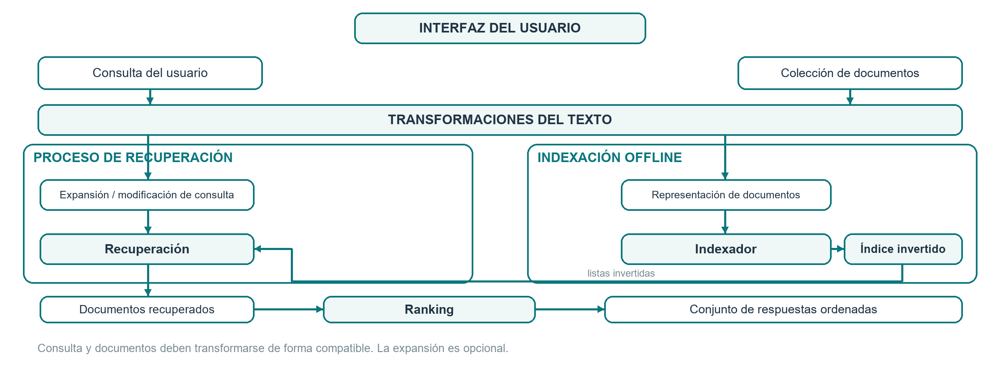 INTERFAZ DEL USUARIO
Consulta del usuario
Colección de documentos
TRANSFORMACIONES DEL TEXTO
PROCESO DE RECUPERACIÓN
INDEXACIÓN OFFLINE
Expansión / modificación de consulta
Representación de documentos
Recuperación
Indexador
Índice invertido
listas invertidas
Documentos recuperados
Ranking
Conjunto de respuestas ordenadas
Consulta y documentos deben transformarse de forma compatible. La expansión es opcional.